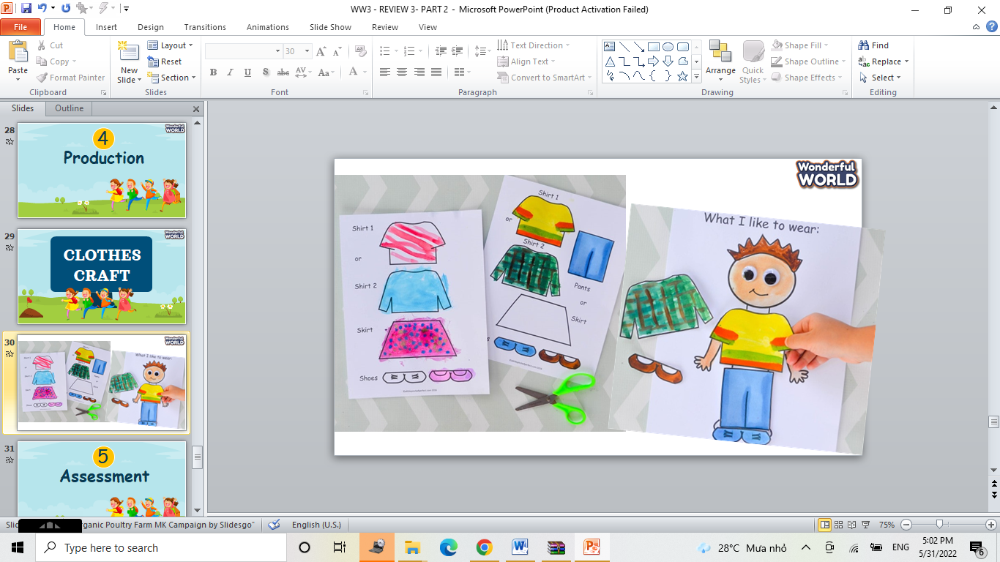 WW3 - REVIEW 3- PART 2 - Microsoft PowerPoint (Product Activation Failed)
File Home Insert Design Transitions Animations Slide Show Review View
Paste
Cut
Copy
Format Painter
Clipboard
New Slide
Layout
Reset
Section
Slides
30
B I U S abc AV Aa A
Font
Text Direction
Align Text
Convert to SmartArt
Paragraph
Arrange
Quick Styles
Shape Fill
Shape Outline
Shape Effects
Drawing
Find
Replace
Select
Editing
Slides Outline
28
Wonderful
WORLD
4
Production
29
Wonderful
WORLD
CLOTHES
CRAFT
30
Wonderful
WORLD
What I like to wear:
31
Wonderful
WORLD
5
Assessment
Wonderful
WORLD
Shirt 1
or
Shirt 2
Skirt
Shoes
Shirt 1
or
Shirt 2
Pants
or
Skirt
What I like to wear:
rganic Poultry Farm MK Campaign by Slidesgo"
English (U.S.)
75%
Type here to search
28°C Mưa nhỏ
ENG
5:02 PM
5/31/2022
6